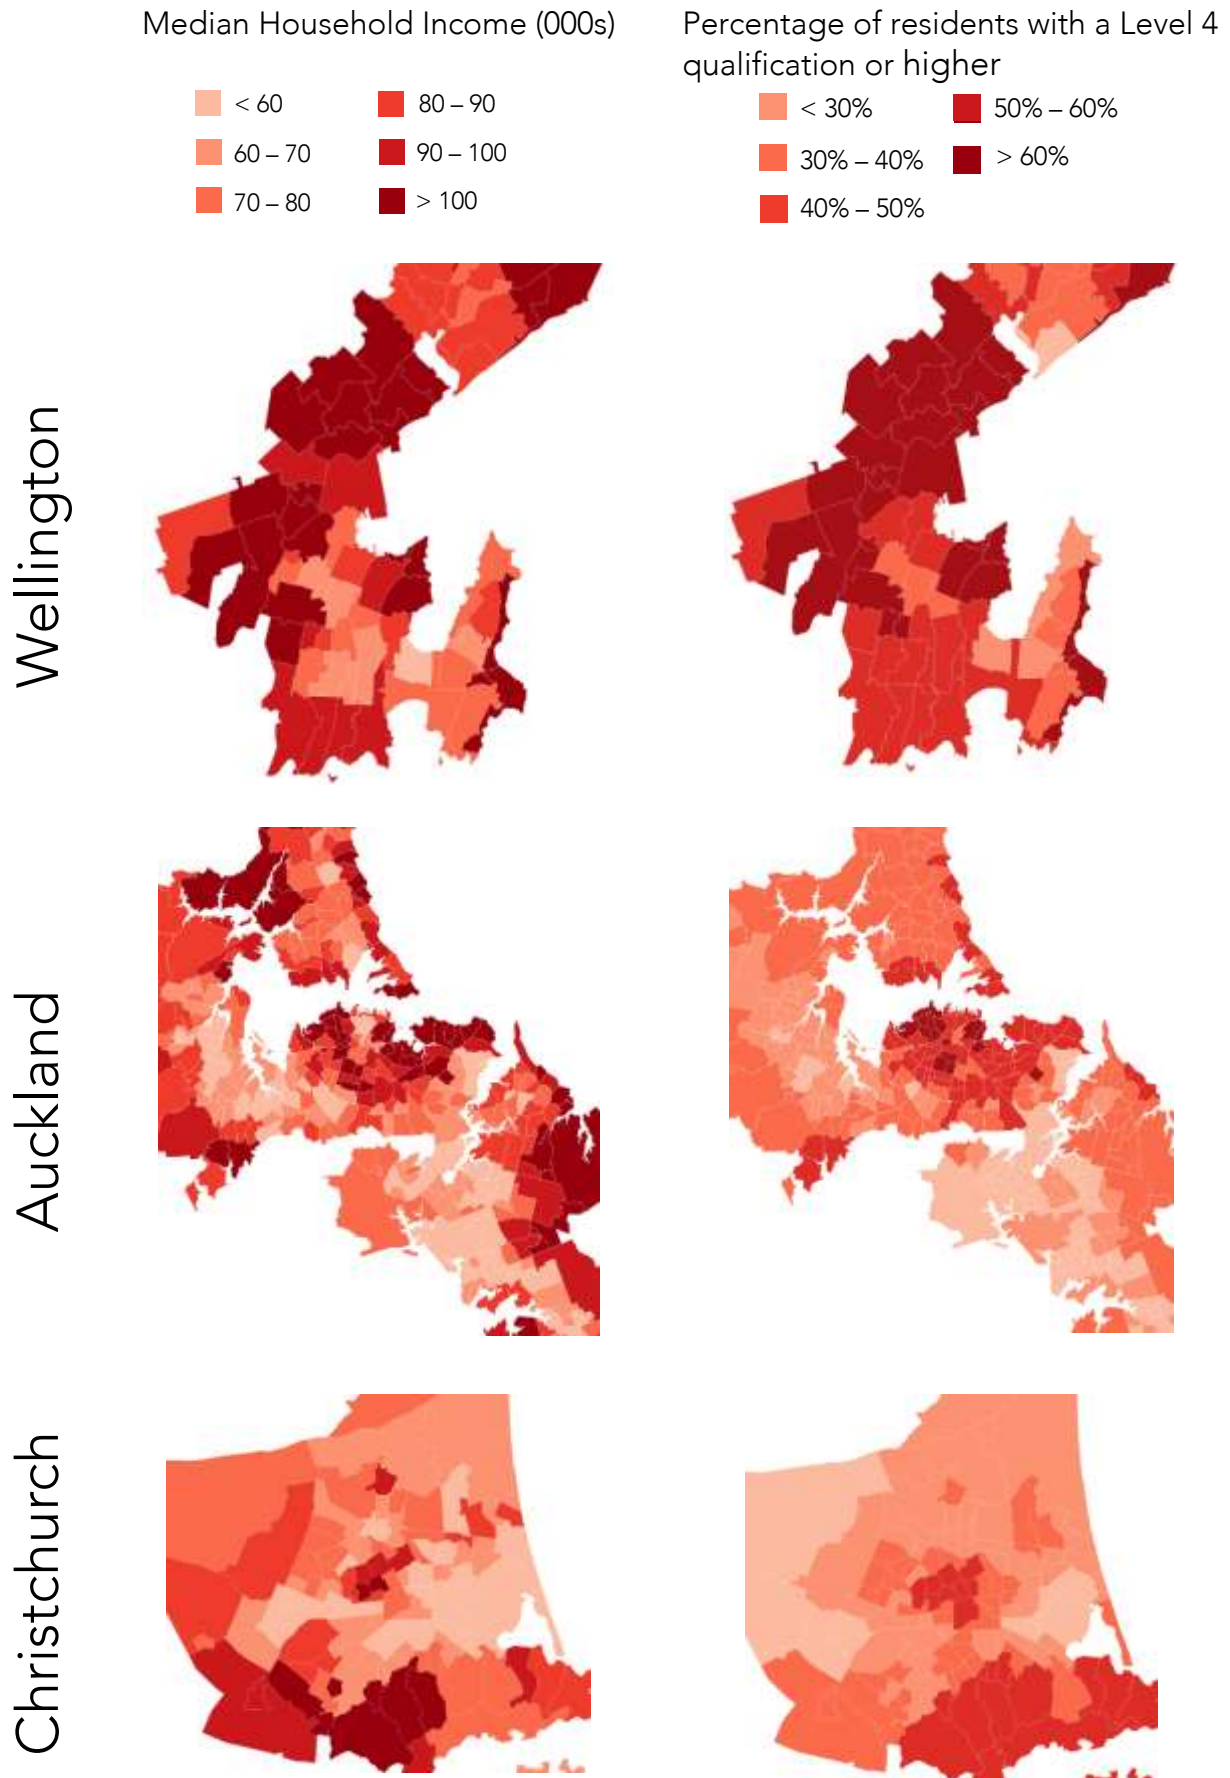 Median Household Income (000s)
< 60
80 – 90
60 – 70
90 – 100
70 – 80
> 100
Percentage of residents with a Level 4
qualification or higher
< 30%
50% – 60%
30% – 40%
> 60%
40% – 50%
Wellington
Auckland
Christchurch